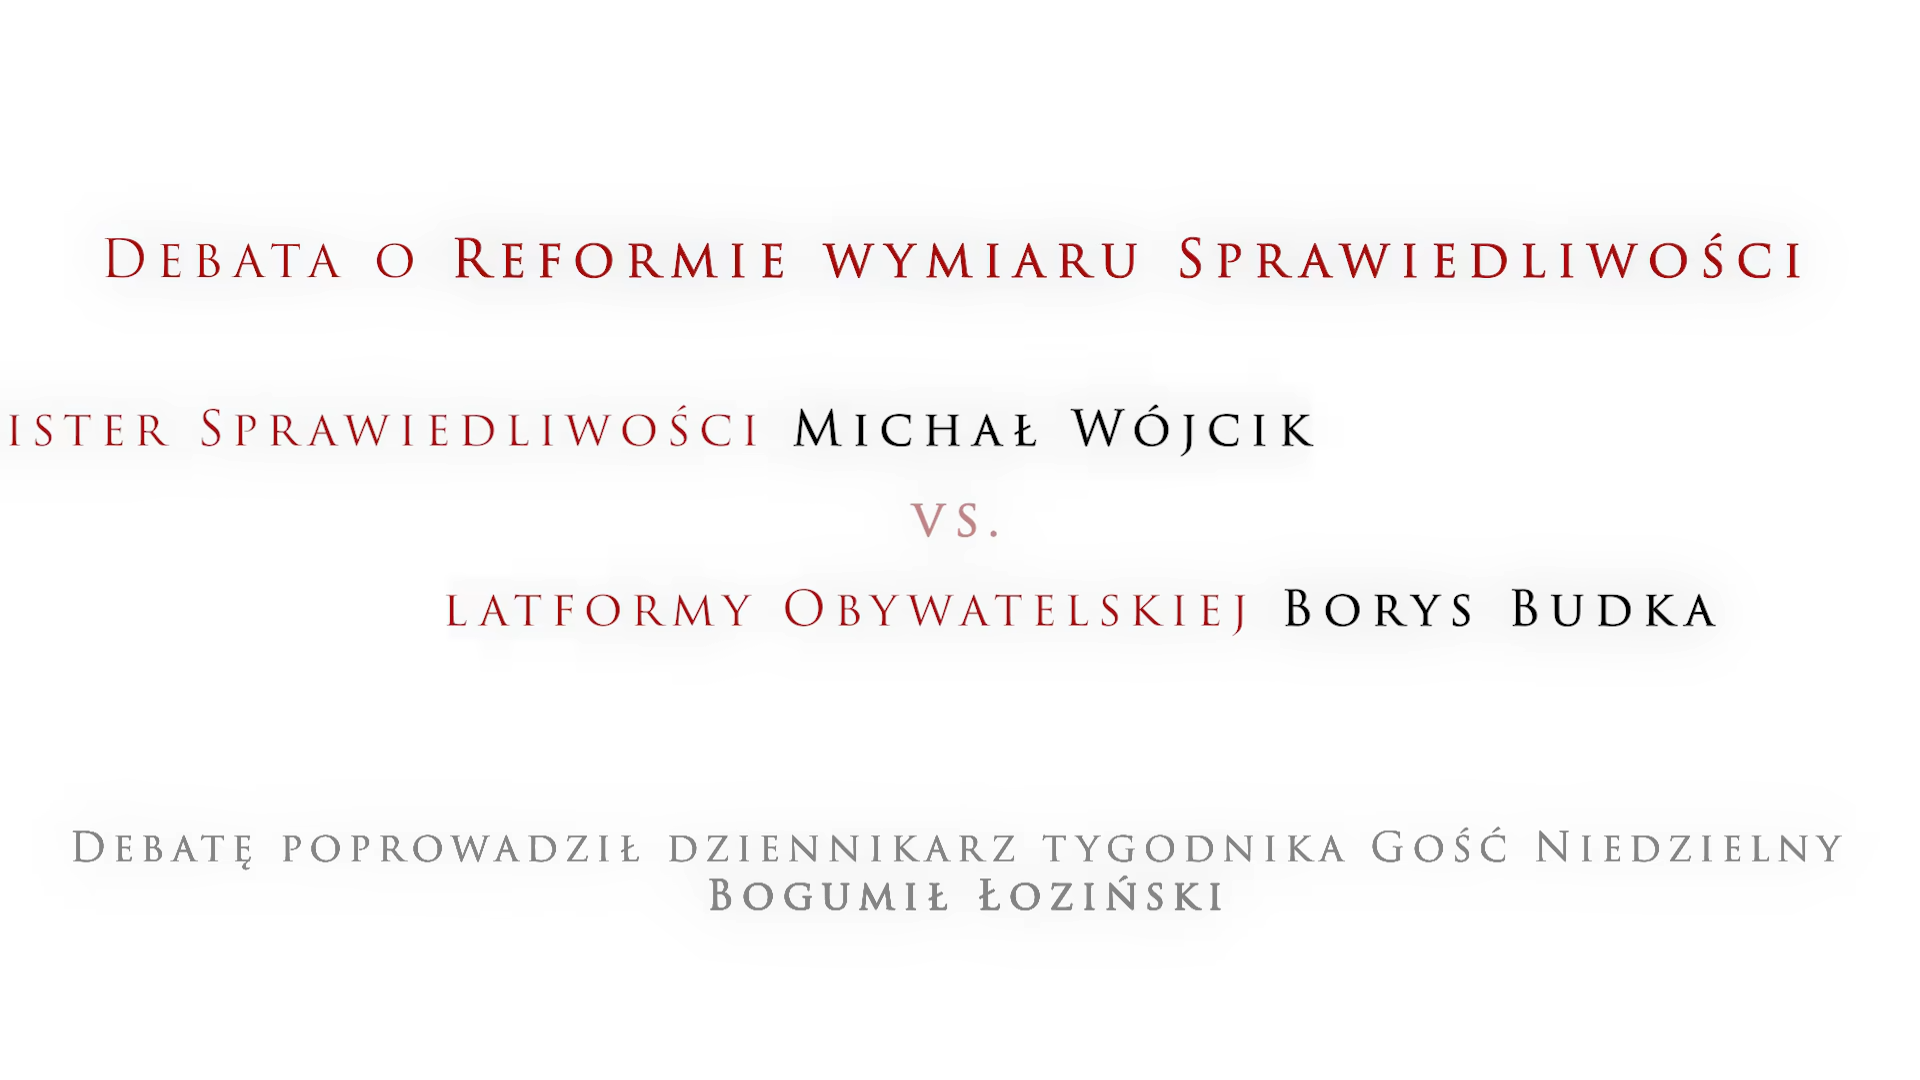 Debata o Reformie wymiaru Sprawiedliwości
ister Sprawiedliwości Michał Wójcik
vs.
latformy Obywatelskiej Borys Budka
Debatę poprowadził dziennikarz tygodnika Gość Niedzielny
Bogumił Łoziński